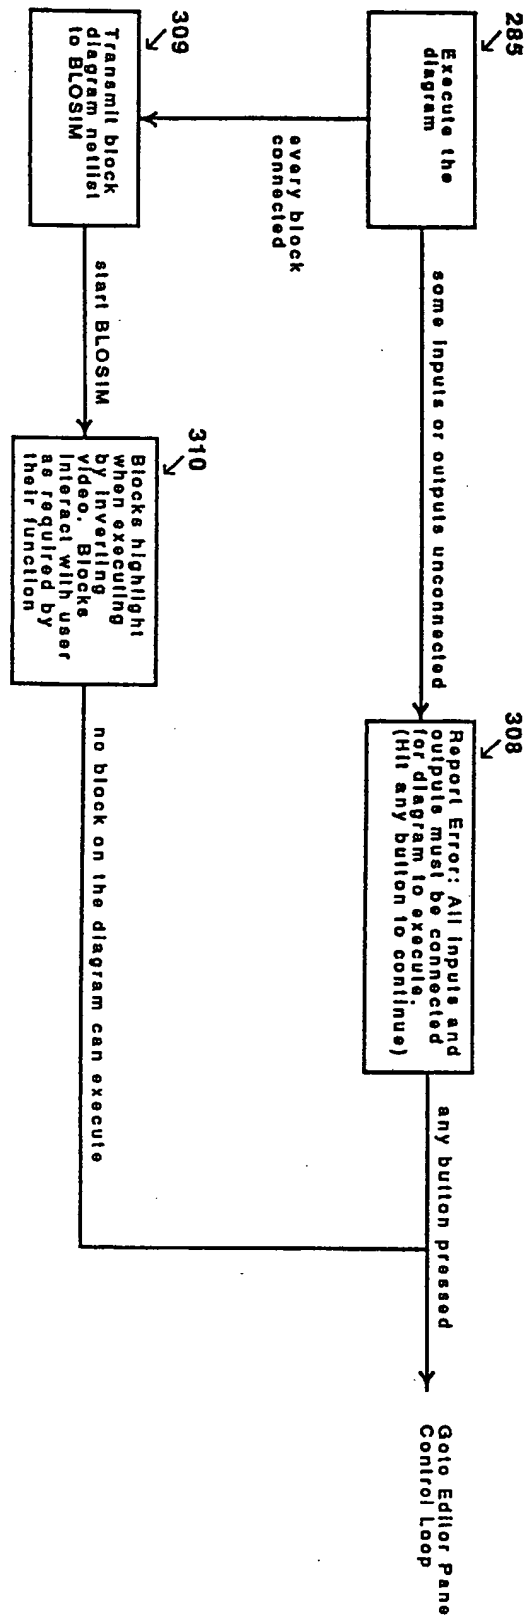 285
Execute the
diagram
some inputs or outputs unconnected
308
Report Error: All inputs and
outputs must be connected
for diagram to execute.
(Hit any button to continue)
any button pressed
Goto Editor Pane
Control Loop
every block
connected
309
Transmit block
diagram netlist
to BLOSIM
start BLOSIM
310
Blocks highlight
when executing
by inverting
video. Blocks
interact with user
as required by
their function
no block on the diagram can execute